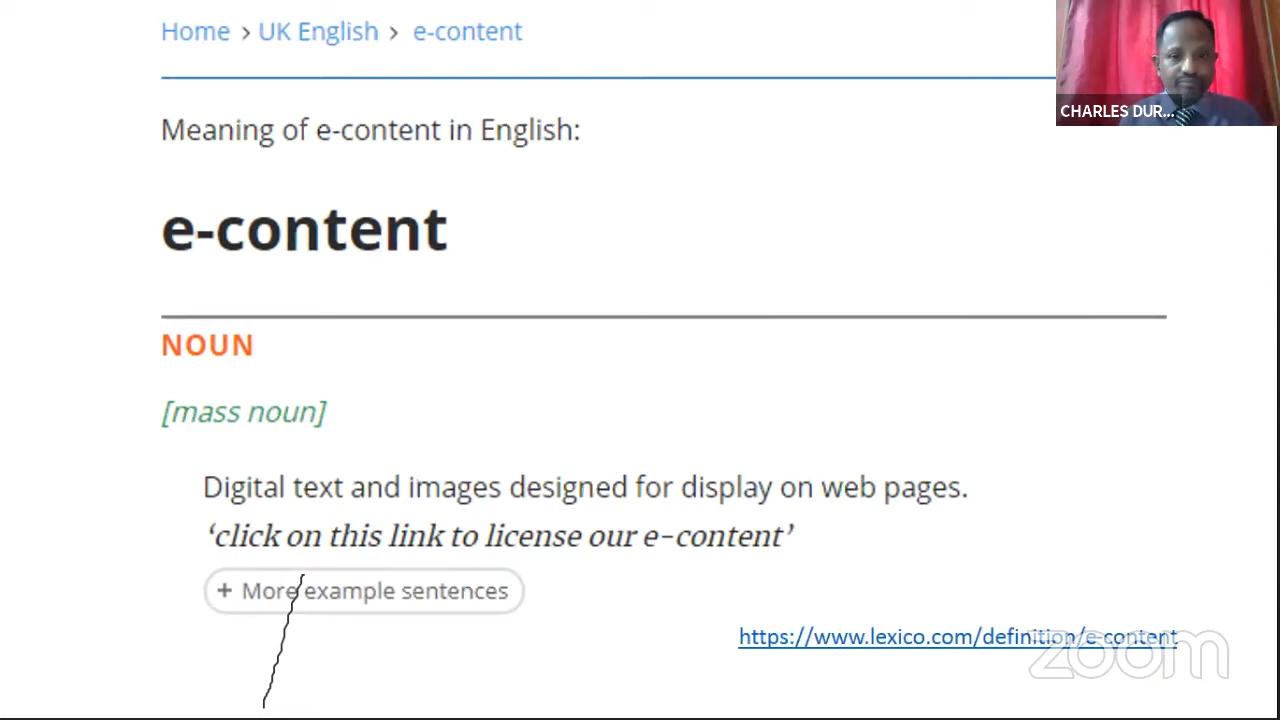 Home › UK English › e-content
CHARLES DUR...
Meaning of e-content in English:
e-content
NOUN
[mass noun]
Digital text and images designed for display on web pages.
‘click on this link to license our e-content’
+ More example sentences
https://www.lexico.com/definition/e-content
zoom